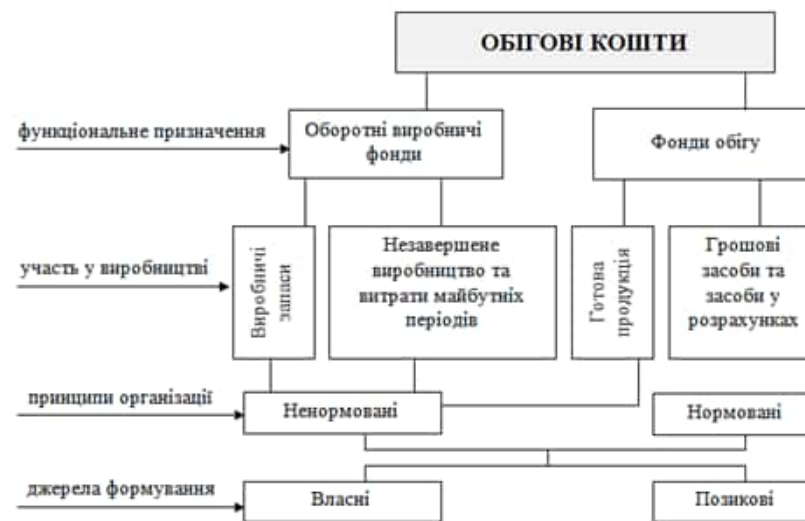 ОБІГОВІ КОШТИ
функціональне призначення
Оборотні виробничі
фонди
Фонди обігу
участь у виробництві
Виробничі
запаси
Незавершене
виробництво та
витрати майбутніх
періодів
Готова
продукція
Грошові
засоби та
засоби у
розрахунках
принципи організації
Ненормовані
Нормовані
джерела формування
Власні
Позикові